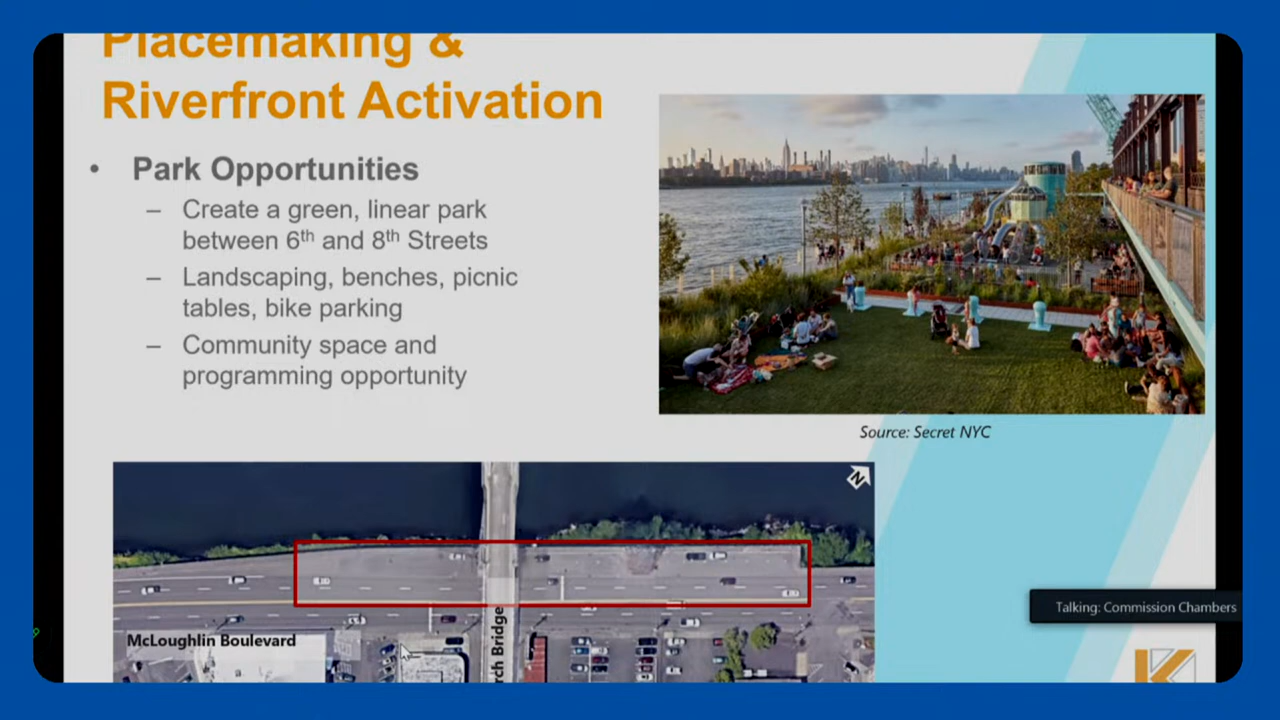 Placemaking &
Riverfront Activation
• Park Opportunities
– Create a green, linear park
between 6th and 8th Streets
– Landscaping, benches, picnic
tables, bike parking
– Community space and
programming opportunity
Source: Secret NYC
N
McLoughlin Boulevard
Bridge
Talking: Commission Chambers